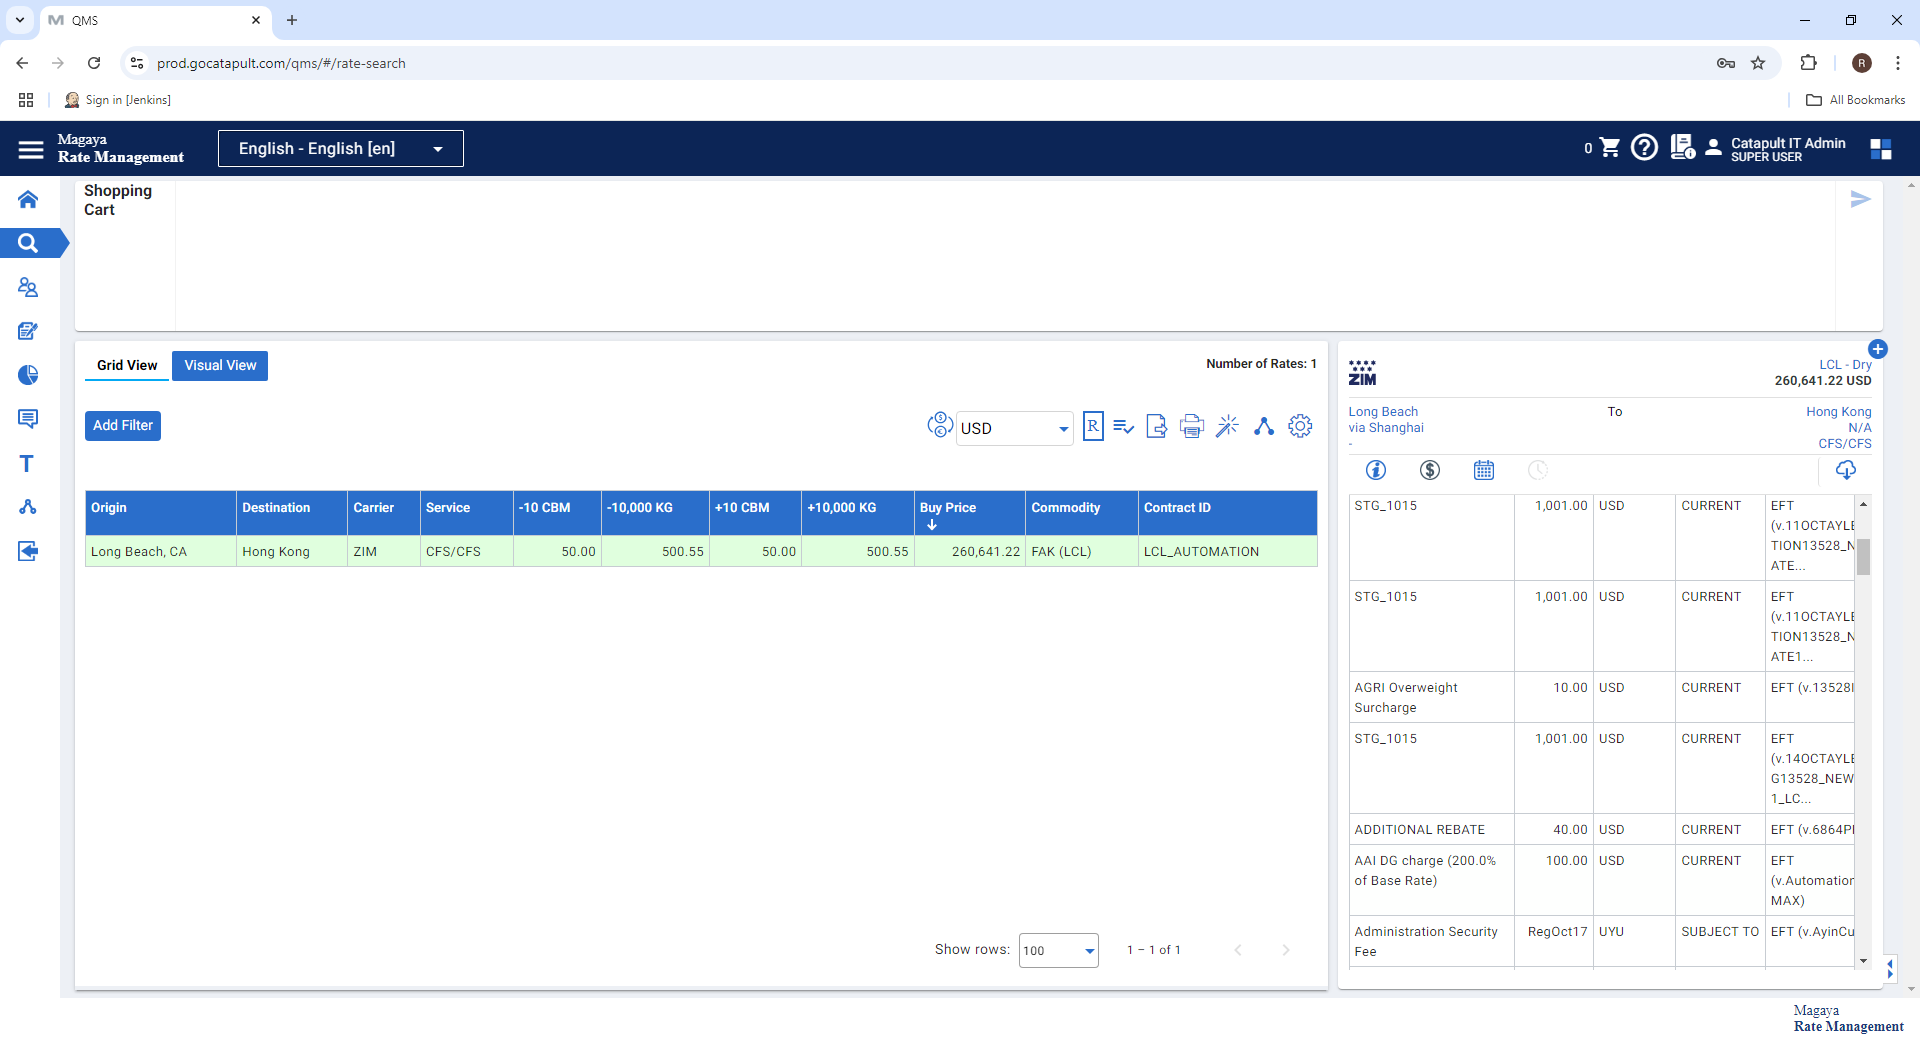 QMS
prod.gocatapult.com/qms/#/rate-search
R
Sign in [Jenkins]
All Bookmarks
Magaya
Rate Management
English - English [en]
0
Catapult IT Admin
SUPER USER
Shopping
Cart
Grid View
Visual View
Number of Rates: 1
Add Filter
USD
R
Origin Destination Carrier Service -10 CBM -10,000 KG +10 CBM +10,000 KG Buy Price Commodity Contract ID
Long Beach, CA Hong Kong ZIM CFS/CFS 50.00 500.55 50.00 500.55 260,641.22 FAK (LCL) LCL_AUTOMATION
Show rows: 100 1 – 1 of 1
ZIM
LCL - Dry
260,641.22 USD
Long Beach To Hong Kong
via Shanghai N/A
- CFS/CFS
STG_1015 1,001.00 USD CURRENT EFT
(v.11OCTAYLE
TION13528_N
ATE...
STG_1015 1,001.00 USD CURRENT EFT
(v.11OCTAYLE
TION13528_N
ATE1...
AGRI Overweight 10.00 USD CURRENT EFT (v.13528
Surcharge
STG_1015 1,001.00 USD CURRENT EFT
(v.14OCTAYLE
G13528_NEW
1_LC...
ADDITIONAL REBATE 40.00 USD CURRENT EFT (v.6864P
AAI DG charge (200.0% 100.00 USD CURRENT EFT
of Base Rate) (v.Automation
MAX)
Administration Security RegOct17 UYU SUBJECT TO EFT (v.AyinCu
Fee
Magaya
Rate Management